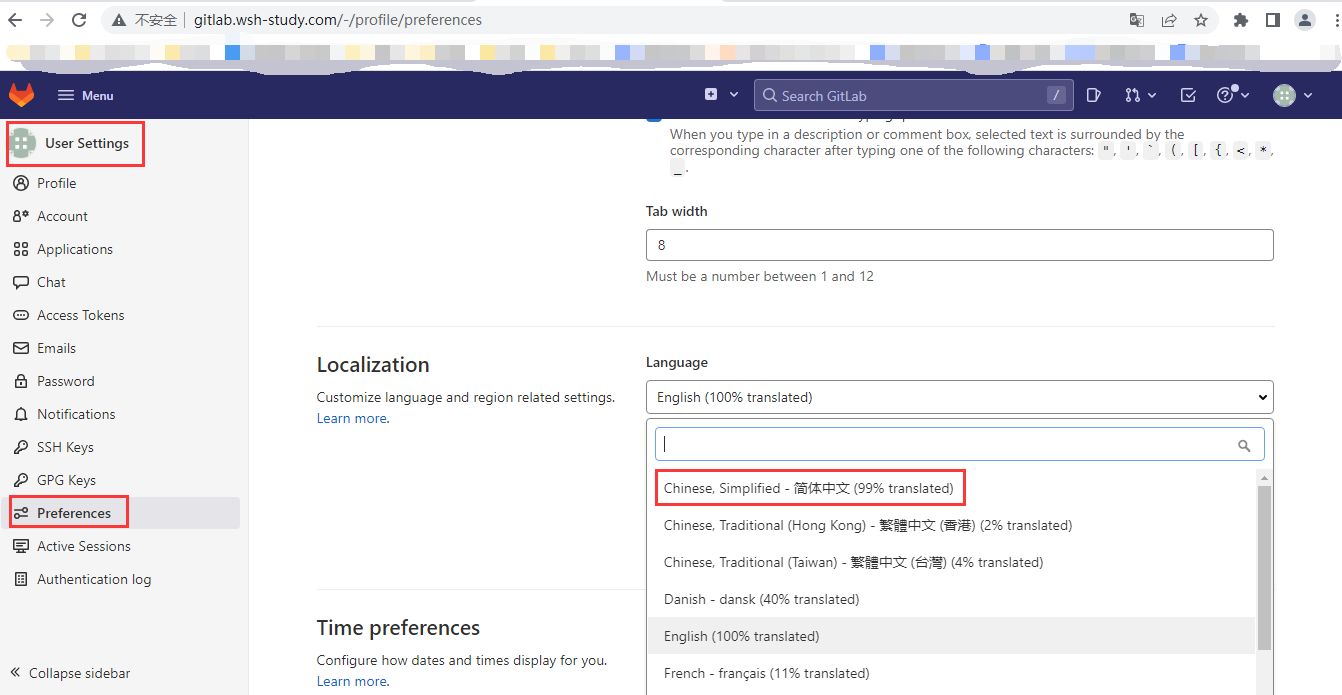 不安全 gitlab.wsh-study.com/-/profile/preferences
Menu
Search GitLab /
User Settings
Profile
Account
Applications
Chat
Access Tokens
Emails
Password
Notifications
SSH Keys
GPG Keys
Preferences
Active Sessions
Authentication log
Collapse sidebar
When you type in a description or comment box, selected text is surrounded by the
corresponding character after typing one of the following characters: ", ', `, (, [, {, <, *,
_.
Tab width
8
Must be a number between 1 and 12
Localization
Customize language and region related settings.
Learn more.
Language
English (100% translated)
Chinese, Simplified - 简体中文 (99% translated)
Chinese, Traditional (Hong Kong) - 繁體中文 (香港) (2% translated)
Chinese, Traditional (Taiwan) - 繁體中文 (台灣) (4% translated)
Danish - dansk (40% translated)
English (100% translated)
French - français (11% translated)
Time preferences
Configure how dates and times display for you.
Learn more.